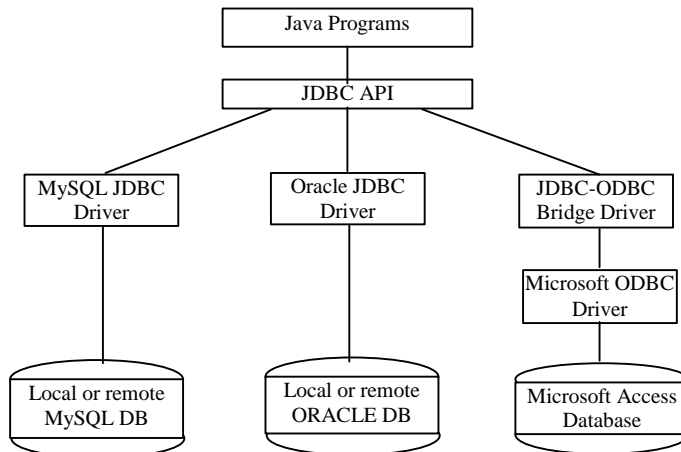 Java Programs
JDBC API
MySQL JDBC
Driver
Oracle JDBC
Driver
JDBC-ODBC
Bridge Driver
Microsoft ODBC
Driver
Local or remote
MySQL DB
Local or remote
ORACLE DB
Microsoft Access
Database